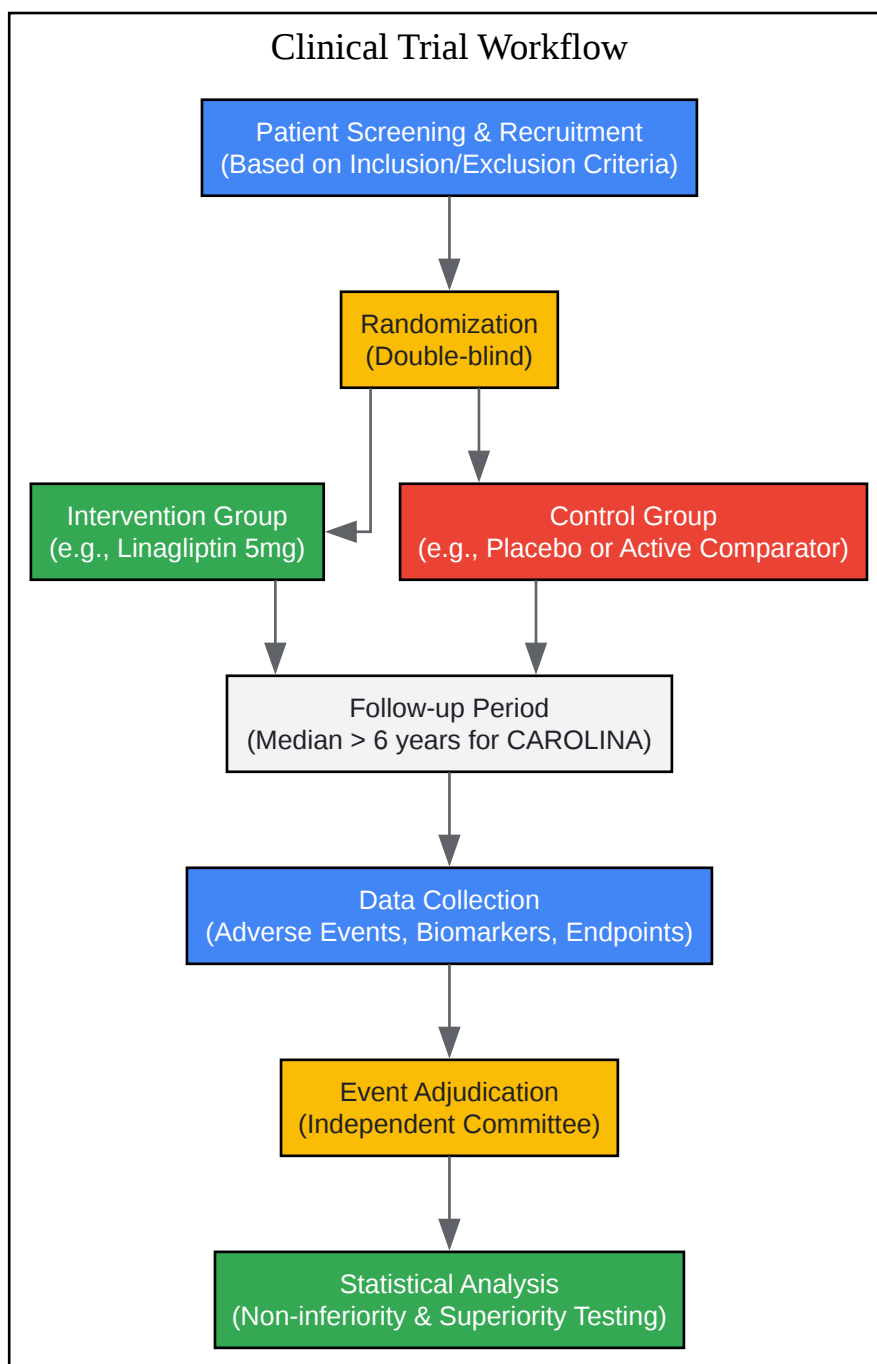 Clinical Trial Workflow
Patient Screening & Recruitment
(Based on Inclusion/Exclusion Criteria)
Randomization
(Double-blind)
Intervention Group
(e.g., Linagliptin 5mg)
Control Group
(e.g., Placebo or Active Comparator)
Follow-up Period
(Median > 6 years for CAROLINA)
Data Collection
(Adverse Events, Biomarkers, Endpoints)
Event Adjudication
(Independent Committee)
Statistical Analysis
(Non-inferiority & Superiority Testing)